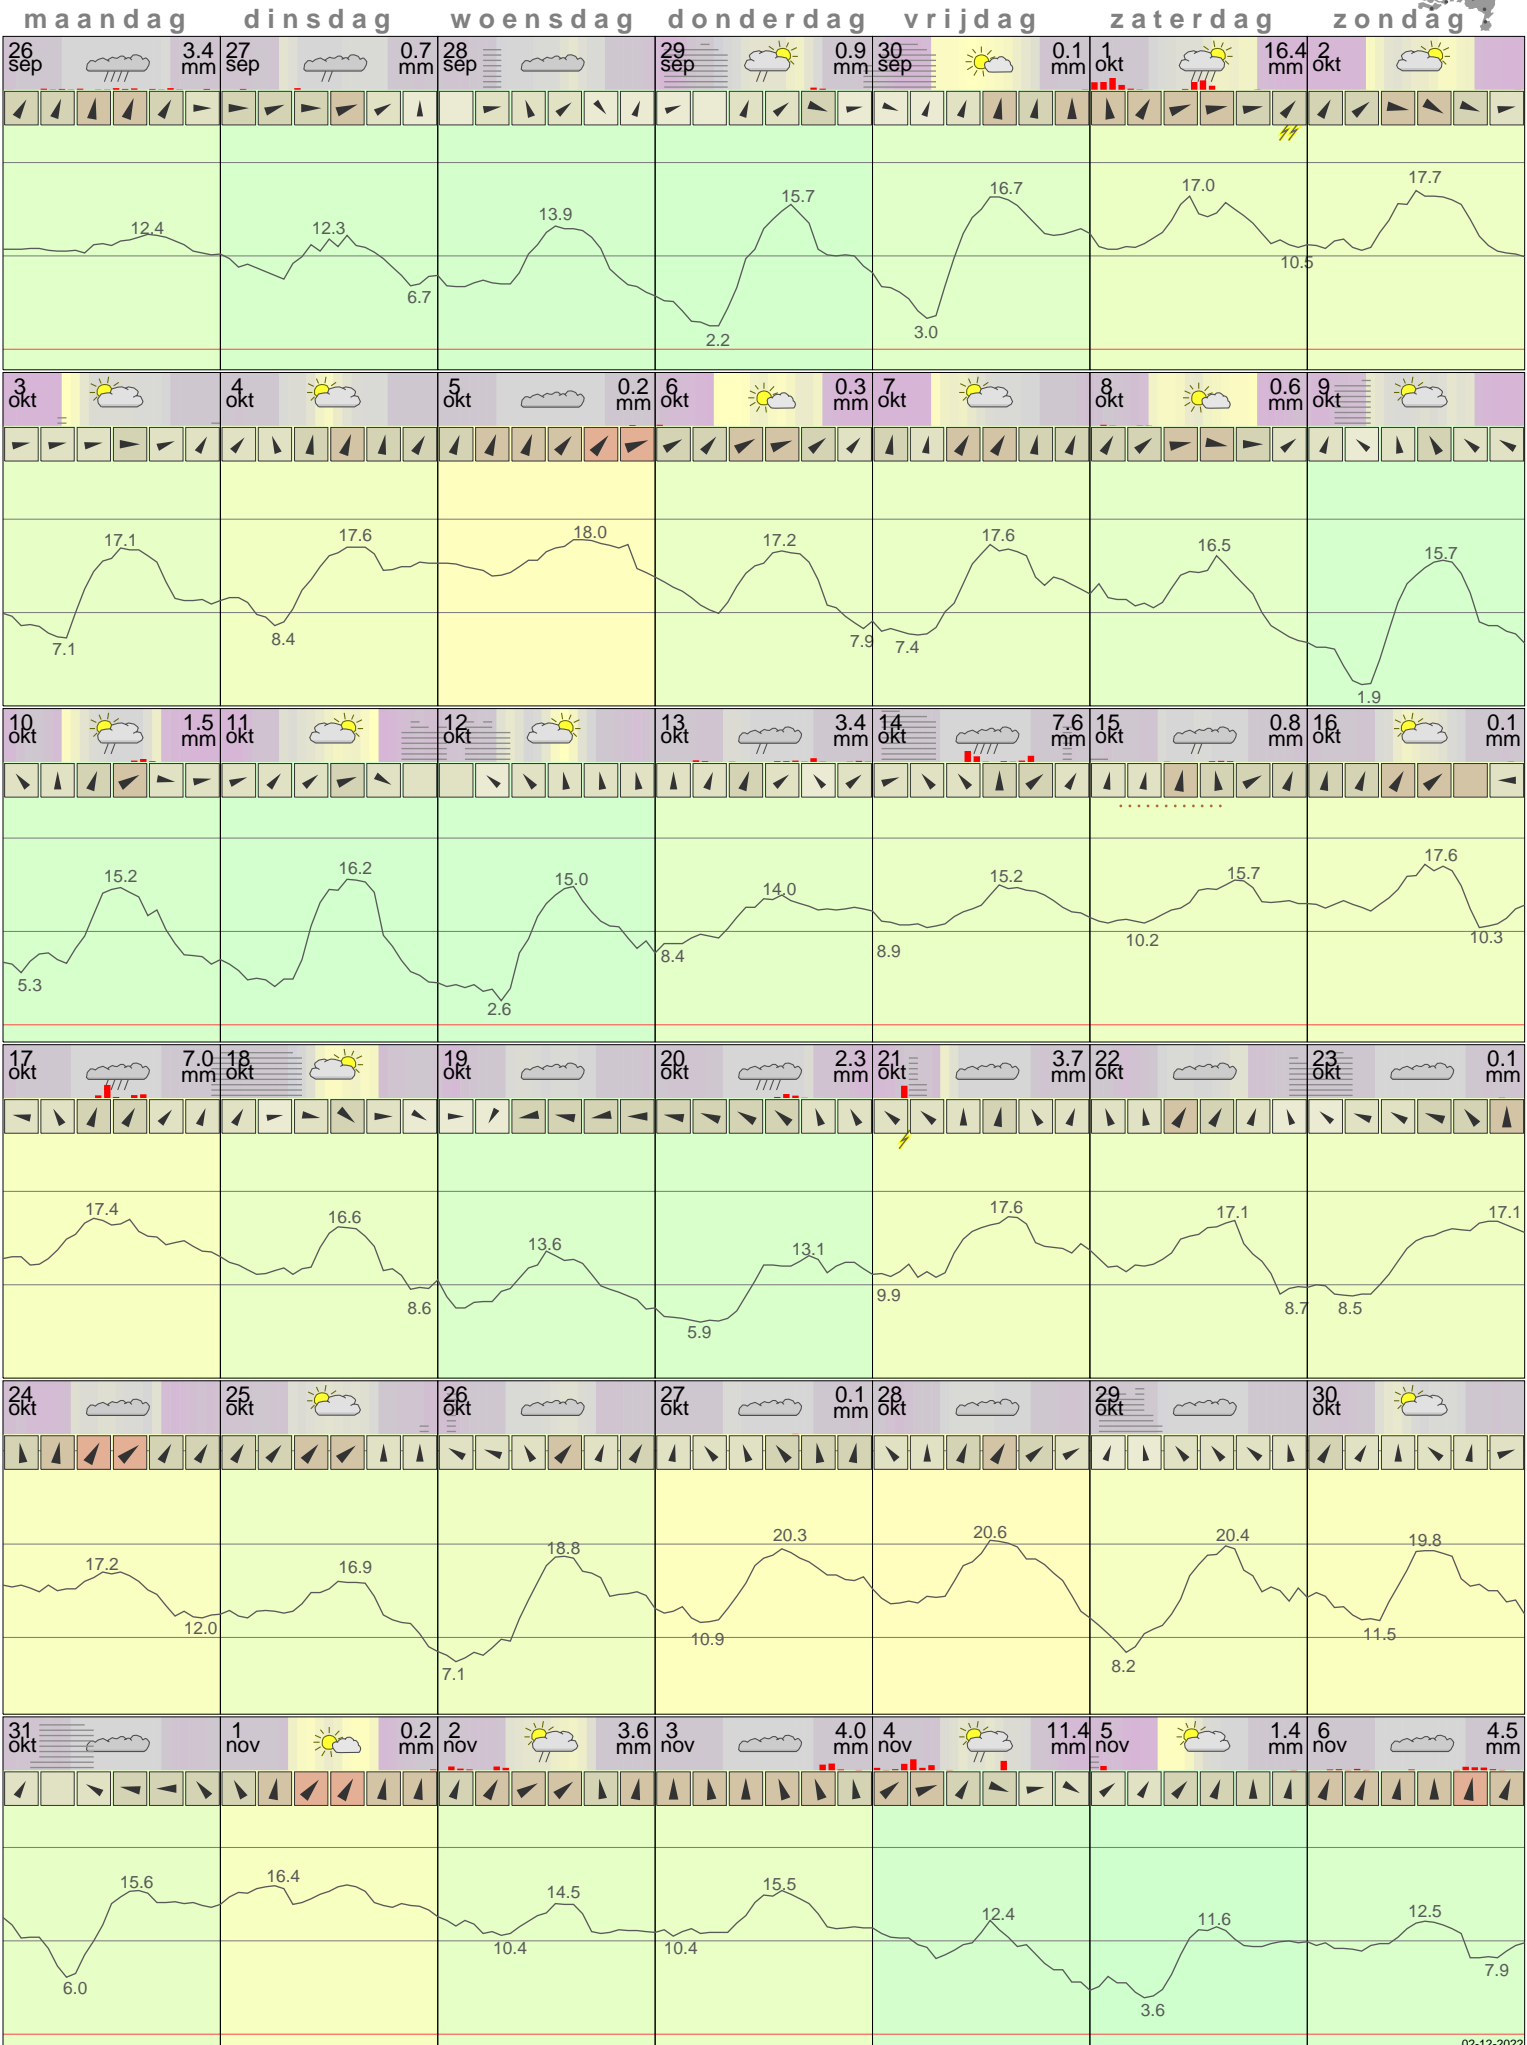 maandag dinsdag woensdag donderdag vrijdag zaterdag zondag
26 3.4 27 0.7 28 29 0.9 30 0.1 1 16.4 2
sep mm sep mm sep sep mm sep mm okt mm okt
12.4 12.3 6.7 13.9 2.2 15.7 3.0 16.7 17.0 10.5 17.7
3 4 5 0.2 6 0.3 7 8 0.6 9
okt okt okt mm okt mm okt okt mm okt
7.1 17.1 8.4 17.6 18.0 17.2 7.9 7.4 17.6 16.5 1.9 15.7
10 1.5 11 12 13 3.4 14 7.6 15 0.8 16 0.1
okt mm okt okt okt mm okt mm okt mm okt mm
5.3 15.2 16.2 2.6 15.0 8.4 14.0 8.9 15.2 10.2 15.7 17.6 10.3
17 7.0 18 19 20 2.3 21 3.7 22 23 0.1
okt mm okt okt okt mm okt mm okt okt mm
17.4 16.6 8.6 13.6 5.9 13.1 9.9 17.6 17.1 8.7 8.5 17.1
24 25 26 27 0.1 28 29 30
okt okt okt okt mm okt okt okt
17.2 12.0 16.9 7.1 18.8 10.9 20.3 20.6 8.2 20.4 11.5 19.8
31 1 0.2 2 3.6 3 4.0 4 11.4 5 1.4 6 4.5
okt nov mm nov mm nov mm nov mm nov mm nov mm
6.0 15.6 16.4 10.4 14.5 10.4 15.5 12.4 3.6 11.6 12.5 7.9
02-12-2022